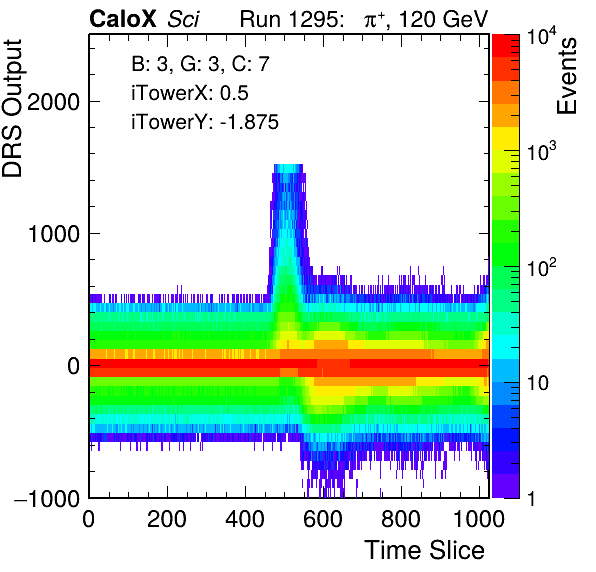 CaloX Sci Run 1295: π⁺, 120 GeV
B: 3, G: 3, C: 7
iTowerX: 0.5
iTowerY: -1.875
DRS Output
2000
1000
0
−1000
0 200 400 600 800 1000
Time Slice
Events
10⁴
10³
10²
10
1